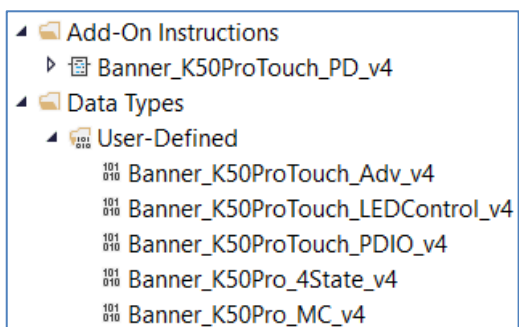 Add-On Instructions
Banner_K50ProTouch_PD_v4
Data Types
User-Defined
Banner_K50ProTouch_Adv_v4
Banner_K50ProTouch_LEDControl_v4
Banner_K50ProTouch_PDIO_v4
Banner_K50Pro_4State_v4
Banner_K50Pro_MC_v4